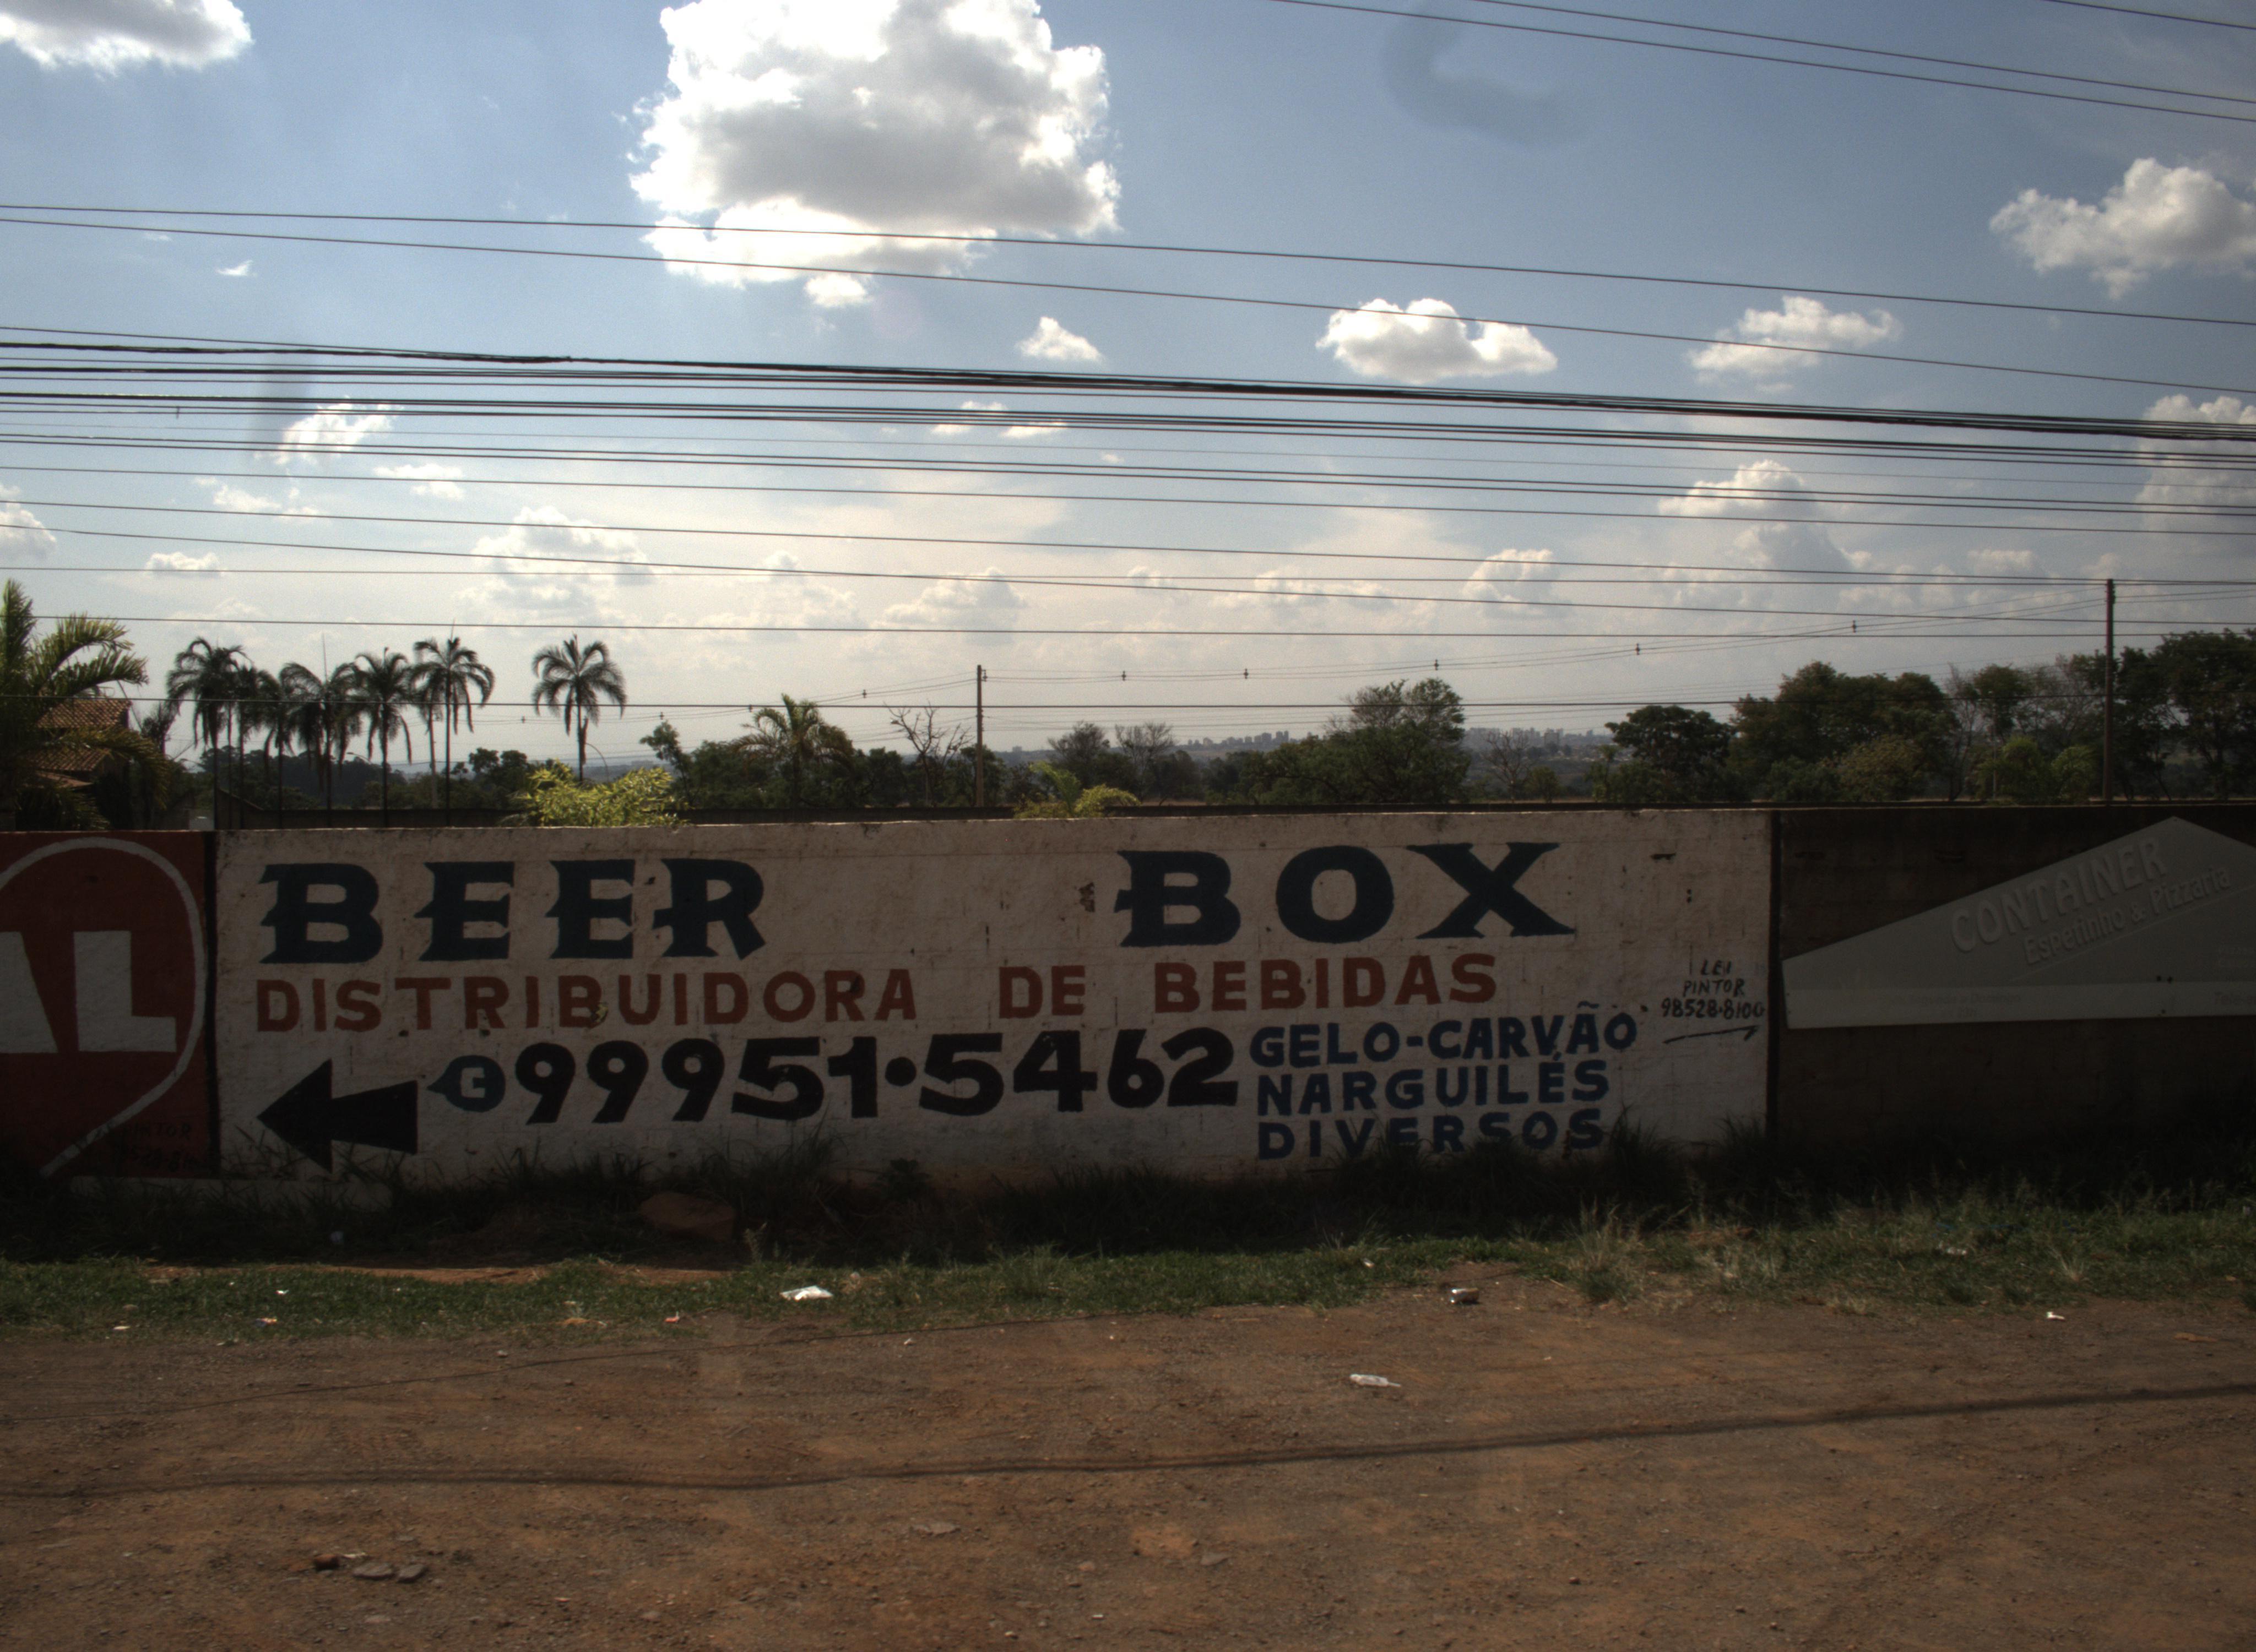 AL
PINTOR
BEER BOX
DISTRIBUIDORA DE BEBIDAS
99951·5462
GELO-CARVÃO
NARGUILÉS
DIVERSOS
LEI
PINTOR
98528·8100
CONTAINER
Espetinho & Pizzaria